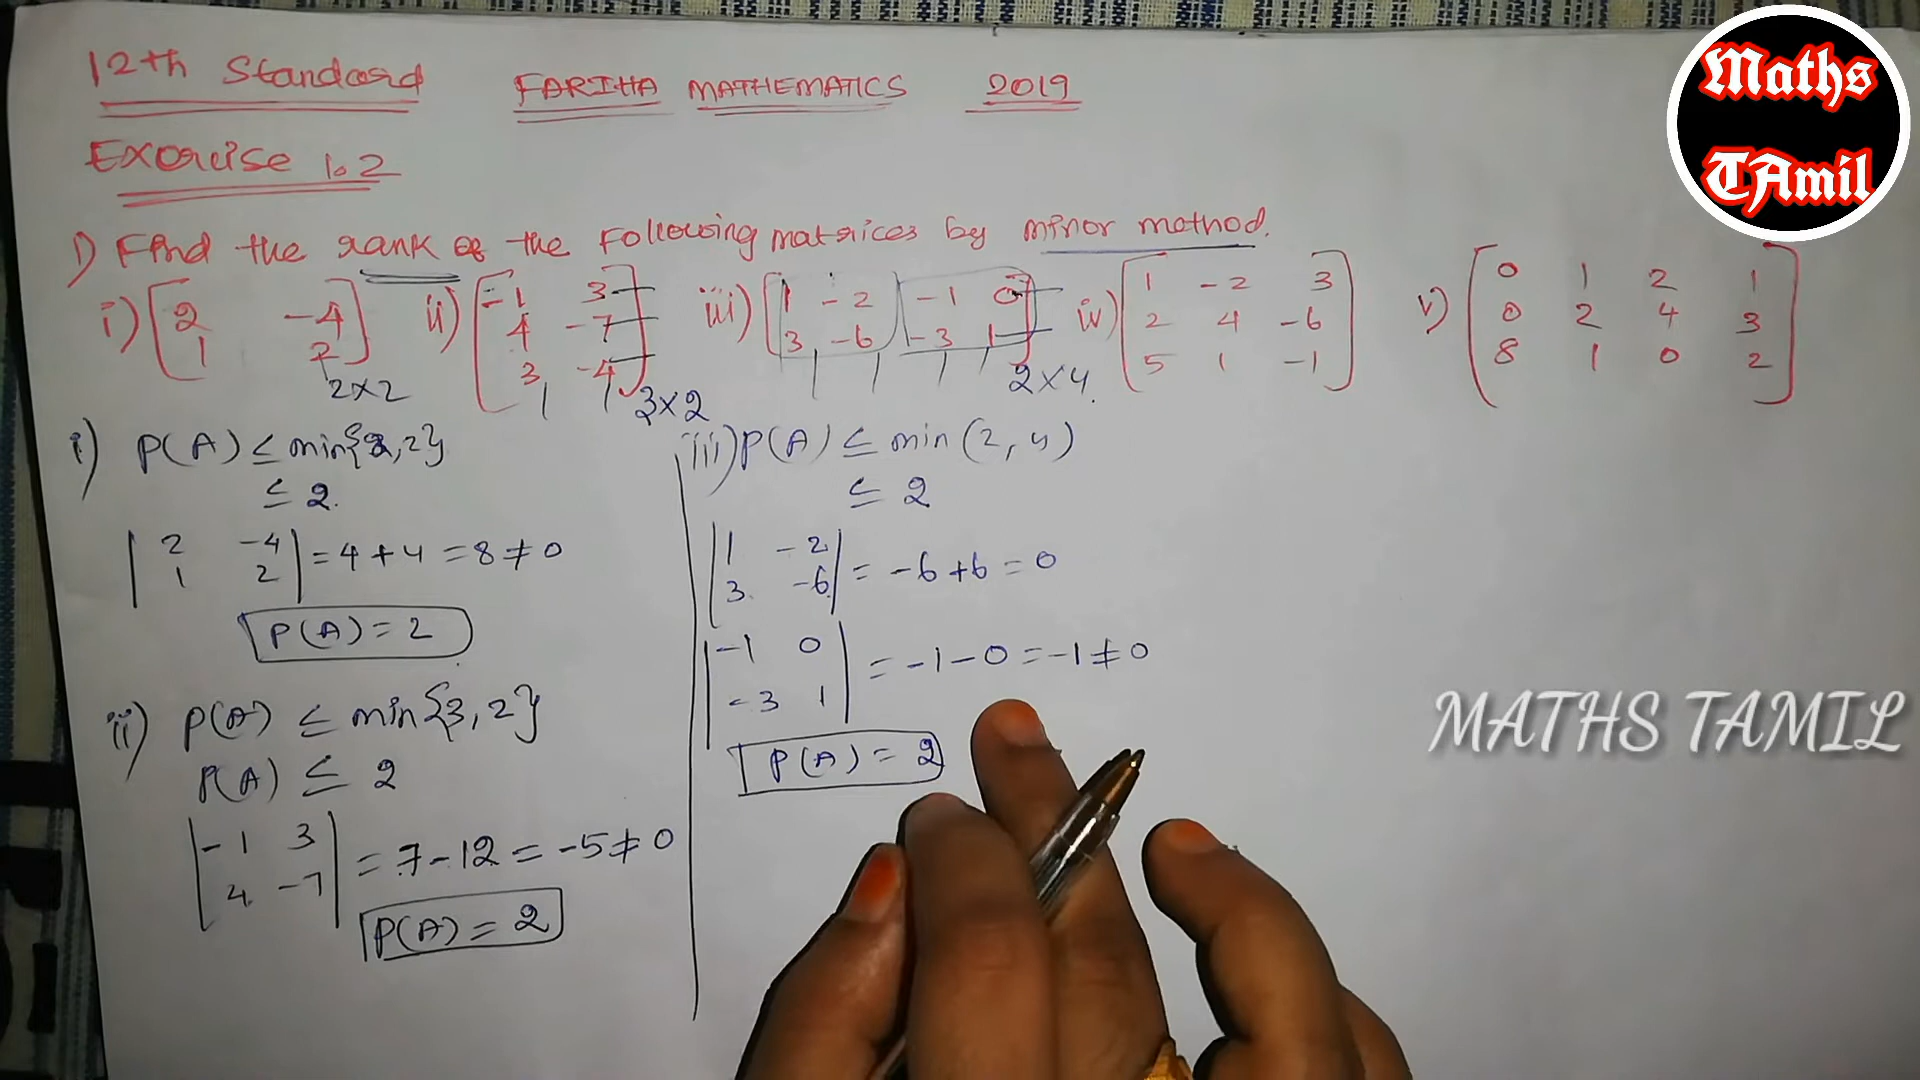 12th Standard FARIHA MATHEMATICS 2019
Maths
TAmil
Exercise 1.2
1) Find the rank of the following matrices by minor method.
i) [2 -4 ii) [-1 3 iii) [1 -2 -1 0 iv) [1 -2 3 v) [0 1 2 1
1 2] 4 -7 3 -6 -3 1] 2 4 -6 0 2 4 3
3 -4] 5 1 -1] 8 1 0 2]
2×2 3×2 2×4
i) P(A) ≤ min{2,2}
≤ 2.
|2 -4
1 2| = 4+4 = 8 ≠ 0
P(A) = 2
ii) P(A) ≤ min{3,2}
P(A) ≤ 2
|-1 3
4 -7| = 7-12 = -5 ≠ 0
P(A) = 2
iii) P(A) ≤ min(2,4)
≤ 2
|1 -2
3 -6| = -6+6 = 0
|-1 0
-3 1| = -1-0 = -1 ≠ 0
P(A) = 2
MATHS TAMIL